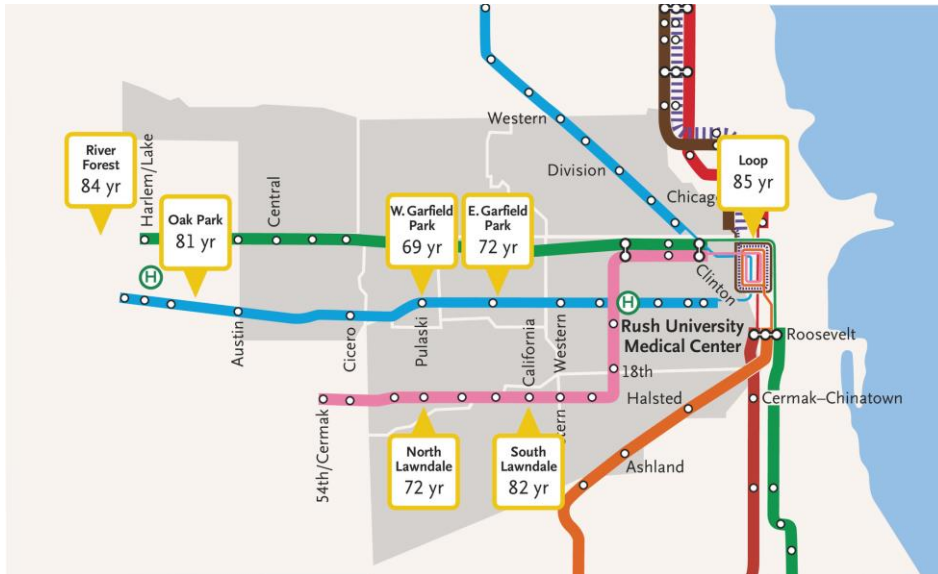 Western
Division
Chicago
Loop
85 yr
River
Forest
84 yr
Harlem/Lake
Oak Park
81 yr
Central
W. Garfield
Park
69 yr
E. Garfield
Park
72 yr
Clinton
H
H
Austin
Cicero
Pulaski
California
Western
Rush University
Medical Center
Roosevelt
18th
Halsted
Cermak–Chinatown
54th/Cermak
North
Lawndale
72 yr
South
Lawndale
82 yr
Ashland